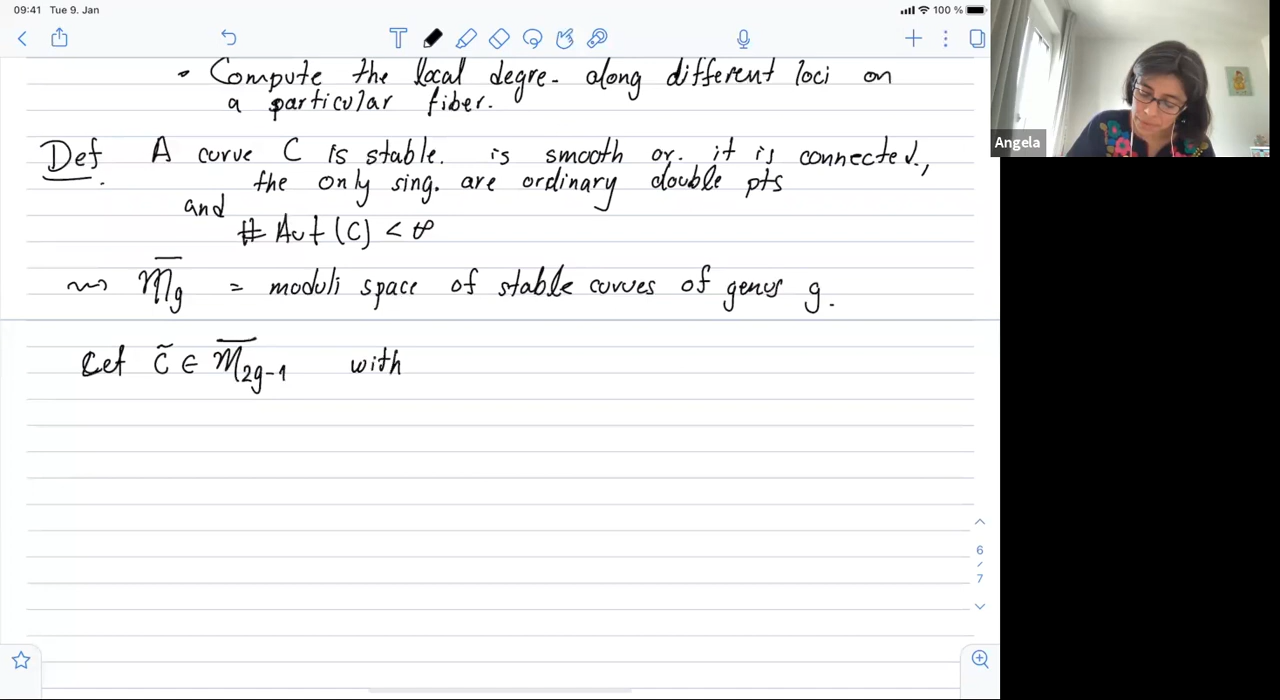 09:41 Tue 9. Jan
100 %
• Compute the local degre- along different loci on
a particular fiber.
Def. A curve C is stable. is smooth or. it is connected,
the only sing. are ordinary double pts
and
# Aut (C) < ∞
⇝ M̅g = moduli space of stable curves of genus g.
Let C̃ ∈ M̅2g-1 with
Angela
6
/
7